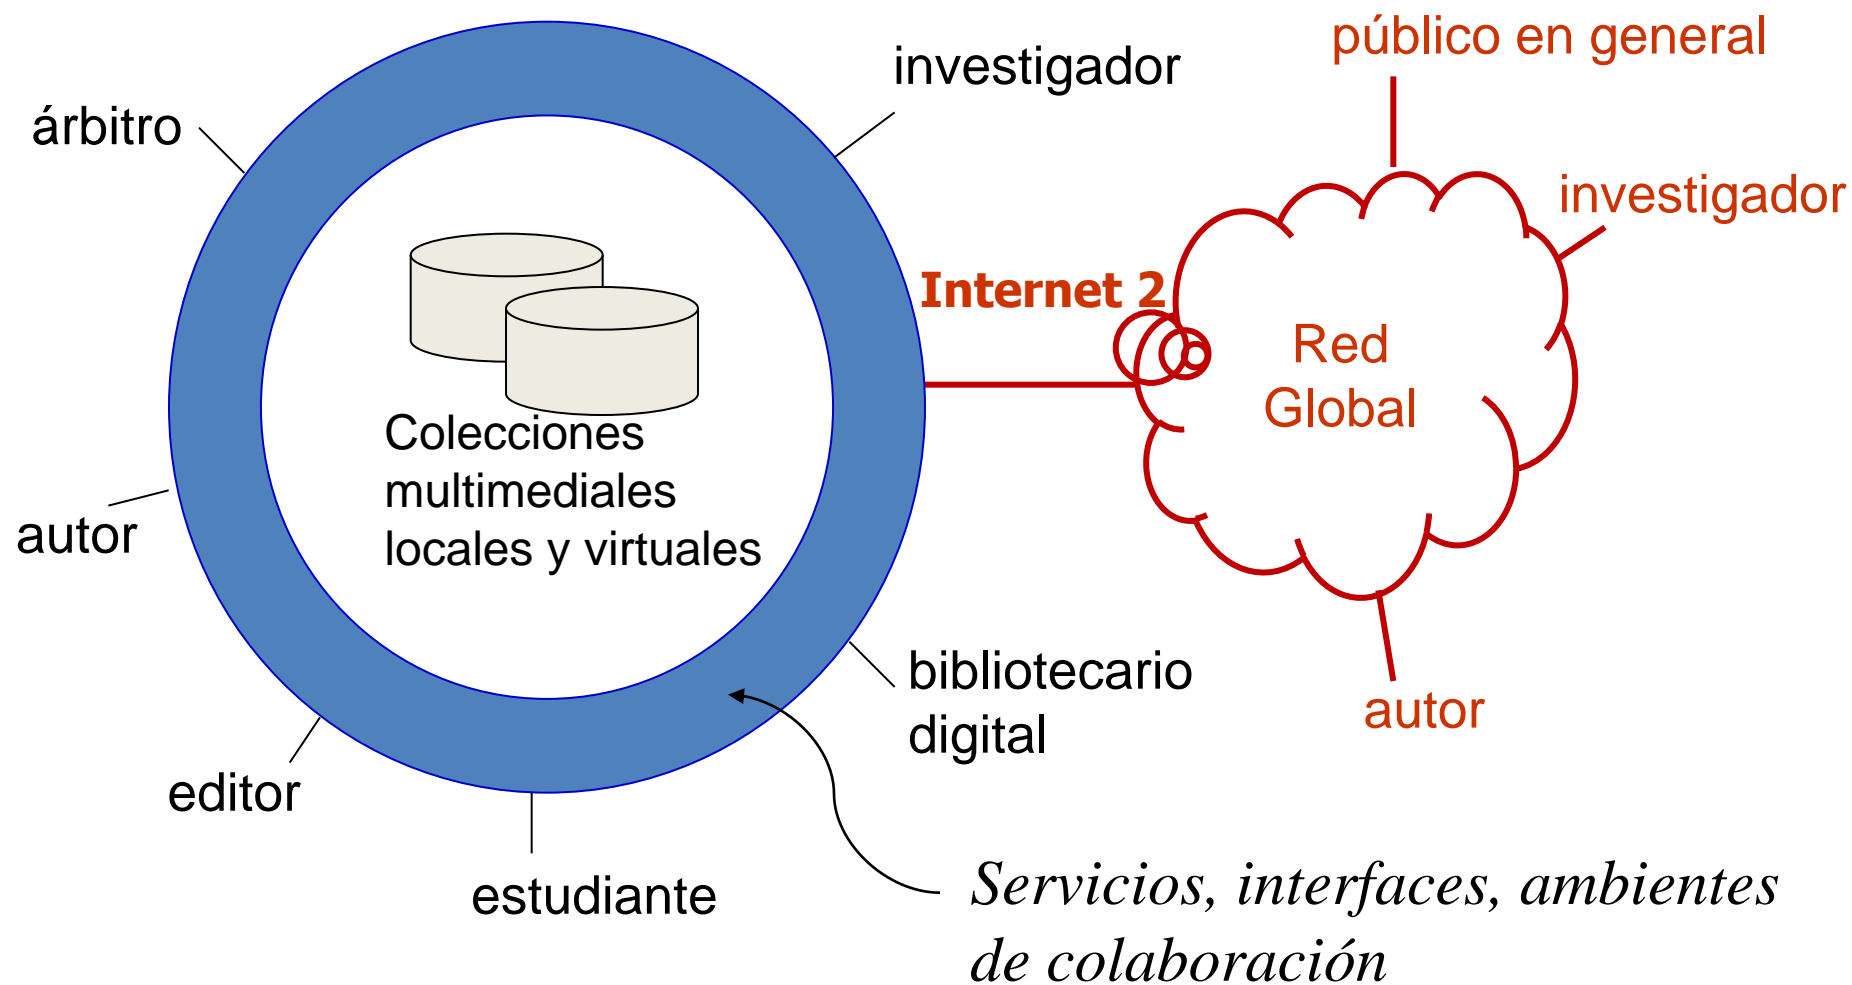 público en general
investigador
árbitro
investigador
Internet 2
Red
Global
Colecciones
multimediales
locales y virtuales
autor
bibliotecario
digital
autor
editor
estudiante
Servicios, interfaces, ambientes
de colaboración